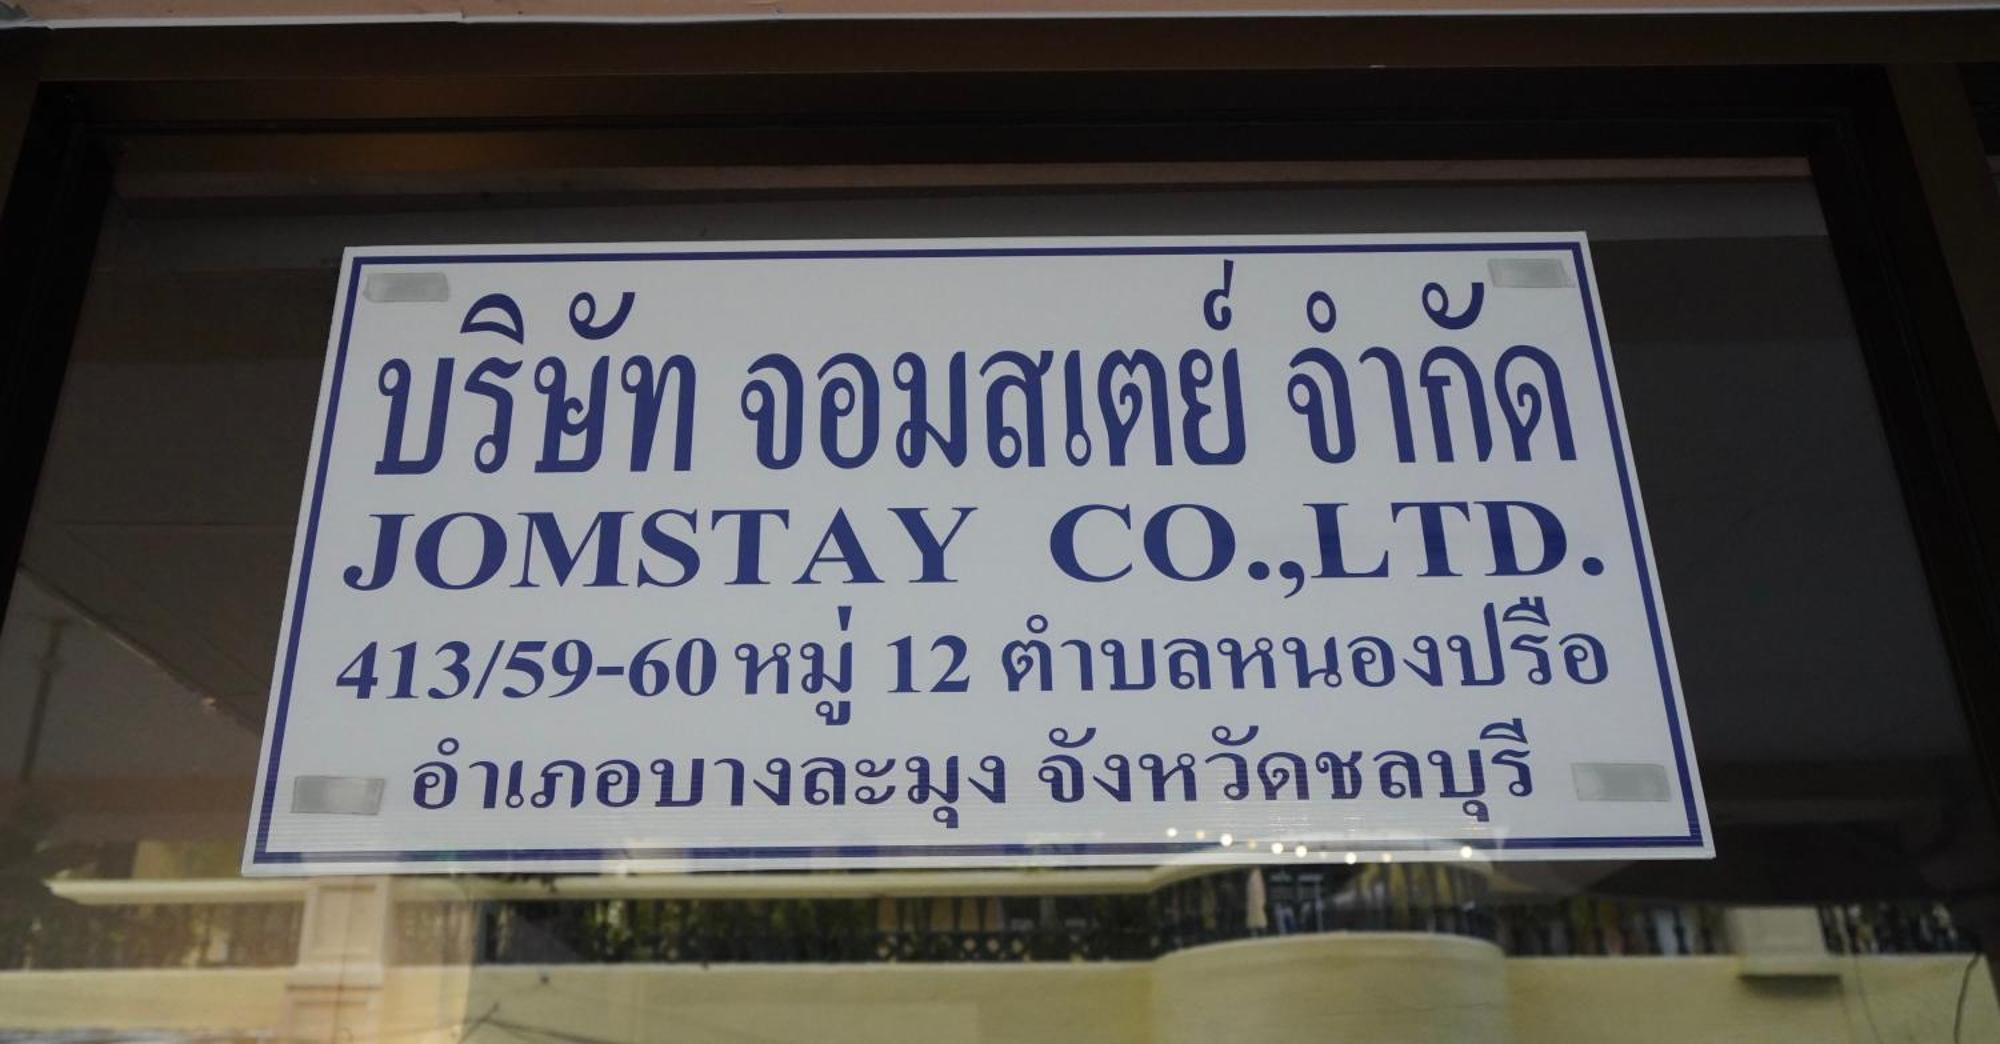 บริษัท จอมสเตย์ จำกัด
JOMSTAY CO.,LTD.
413/59-60 หมู่ 12 ตำบลหนองปรือ
อำเภอบางละมุง จังหวัดชลบุรี